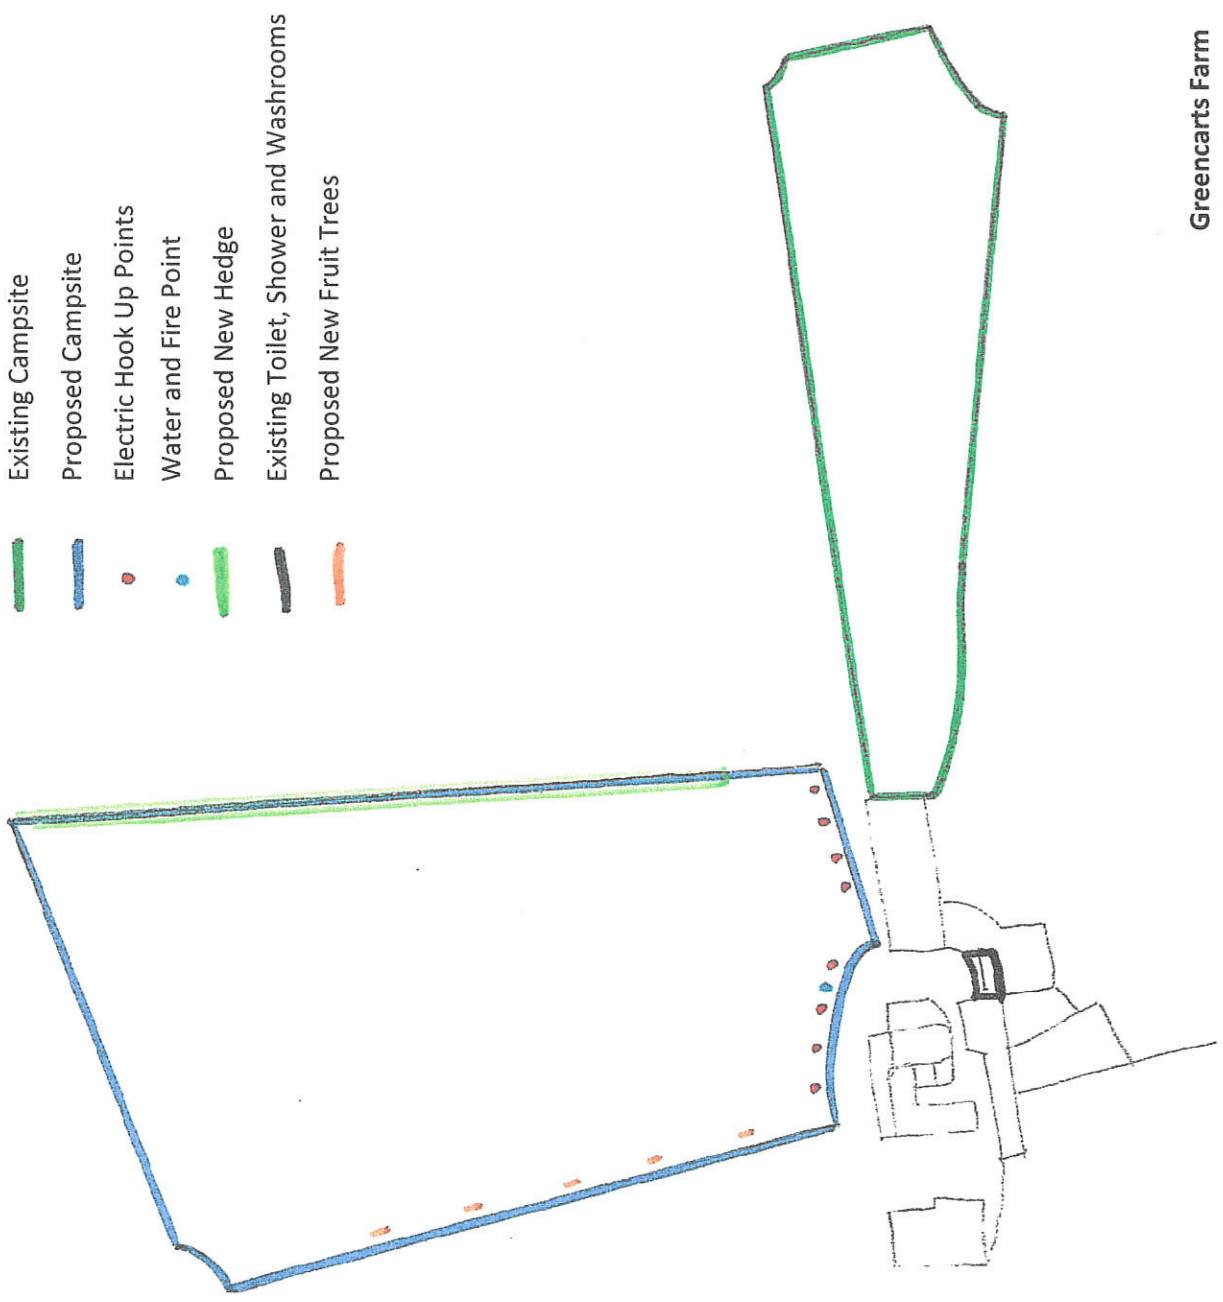 Existing Campsite
Proposed Campsite
Electric Hook Up Points
Water and Fire Point
Proposed New Hedge
Existing Toilet, Shower and Washrooms
Proposed New Fruit Trees
Greencarts Farm